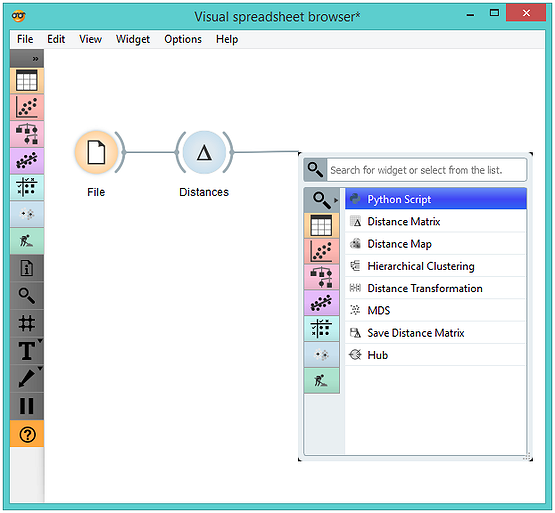 Visual spreadsheet browser*
File Edit View Widget Options Help
»
Search for widget or select from the list.
Python Script
Distance Matrix
Distance Map
Hierarchical Clustering
Distance Transformation
MDS
Save Distance Matrix
Hub
File Distances
T
?